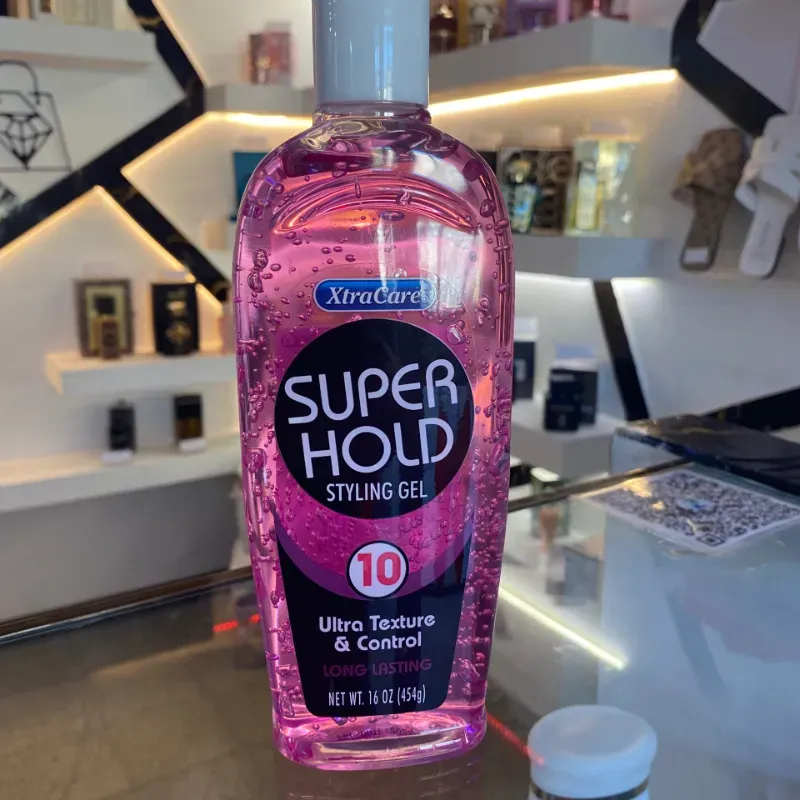 XtraCare
SUPER
HOLD
STYLING GEL
10
Ultra Texture
& Control
LONG LASTING
NET WT. 16 OZ (454g)